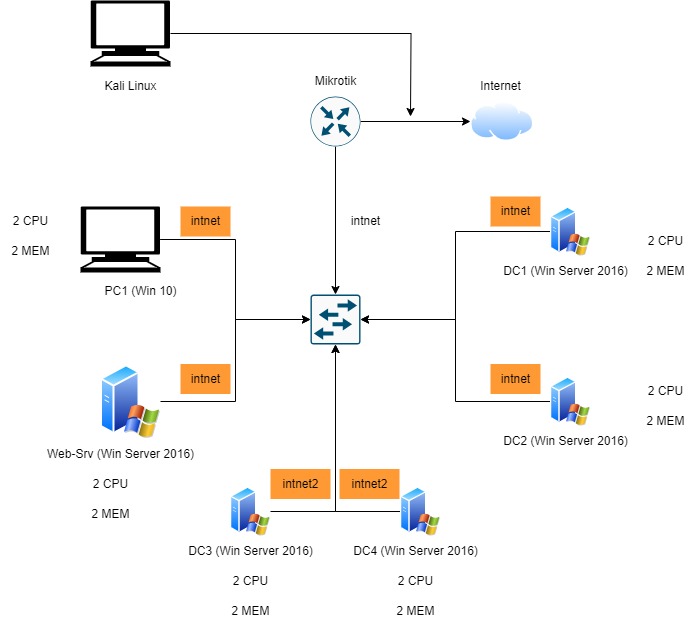 Kali Linux
Mikrotik
Internet
intnet
2 CPU
2 MEM
intnet
PC1 (Win 10)
intnet
DC1 (Win Server 2016)
2 CPU
2 MEM
intnet
Web-Srv (Win Server 2016)
2 CPU
2 MEM
intnet
DC2 (Win Server 2016)
2 CPU
2 MEM
intnet2
intnet2
DC3 (Win Server 2016)
2 CPU
2 MEM
DC4 (Win Server 2016)
2 CPU
2 MEM